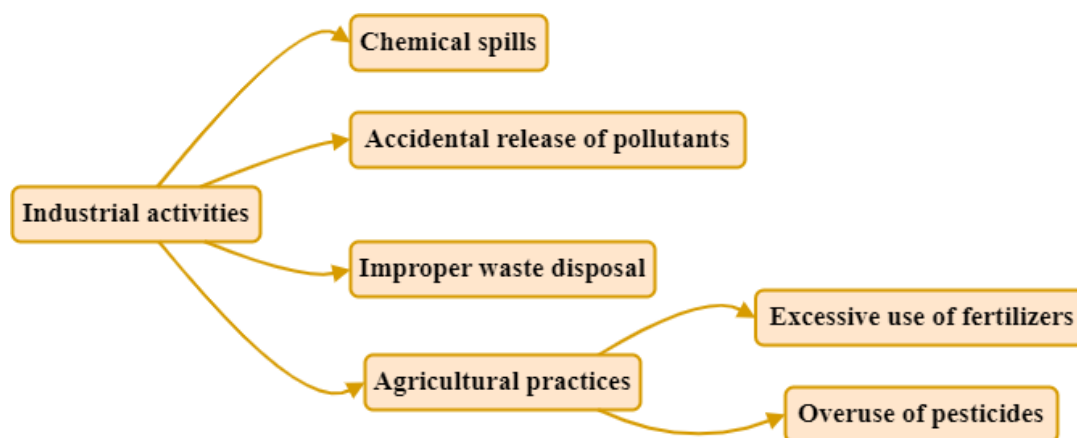 Chemical spills
Accidental release of pollutants
Industrial activities
Improper waste disposal
Excessive use of fertilizers
Agricultural practices
Overuse of pesticides